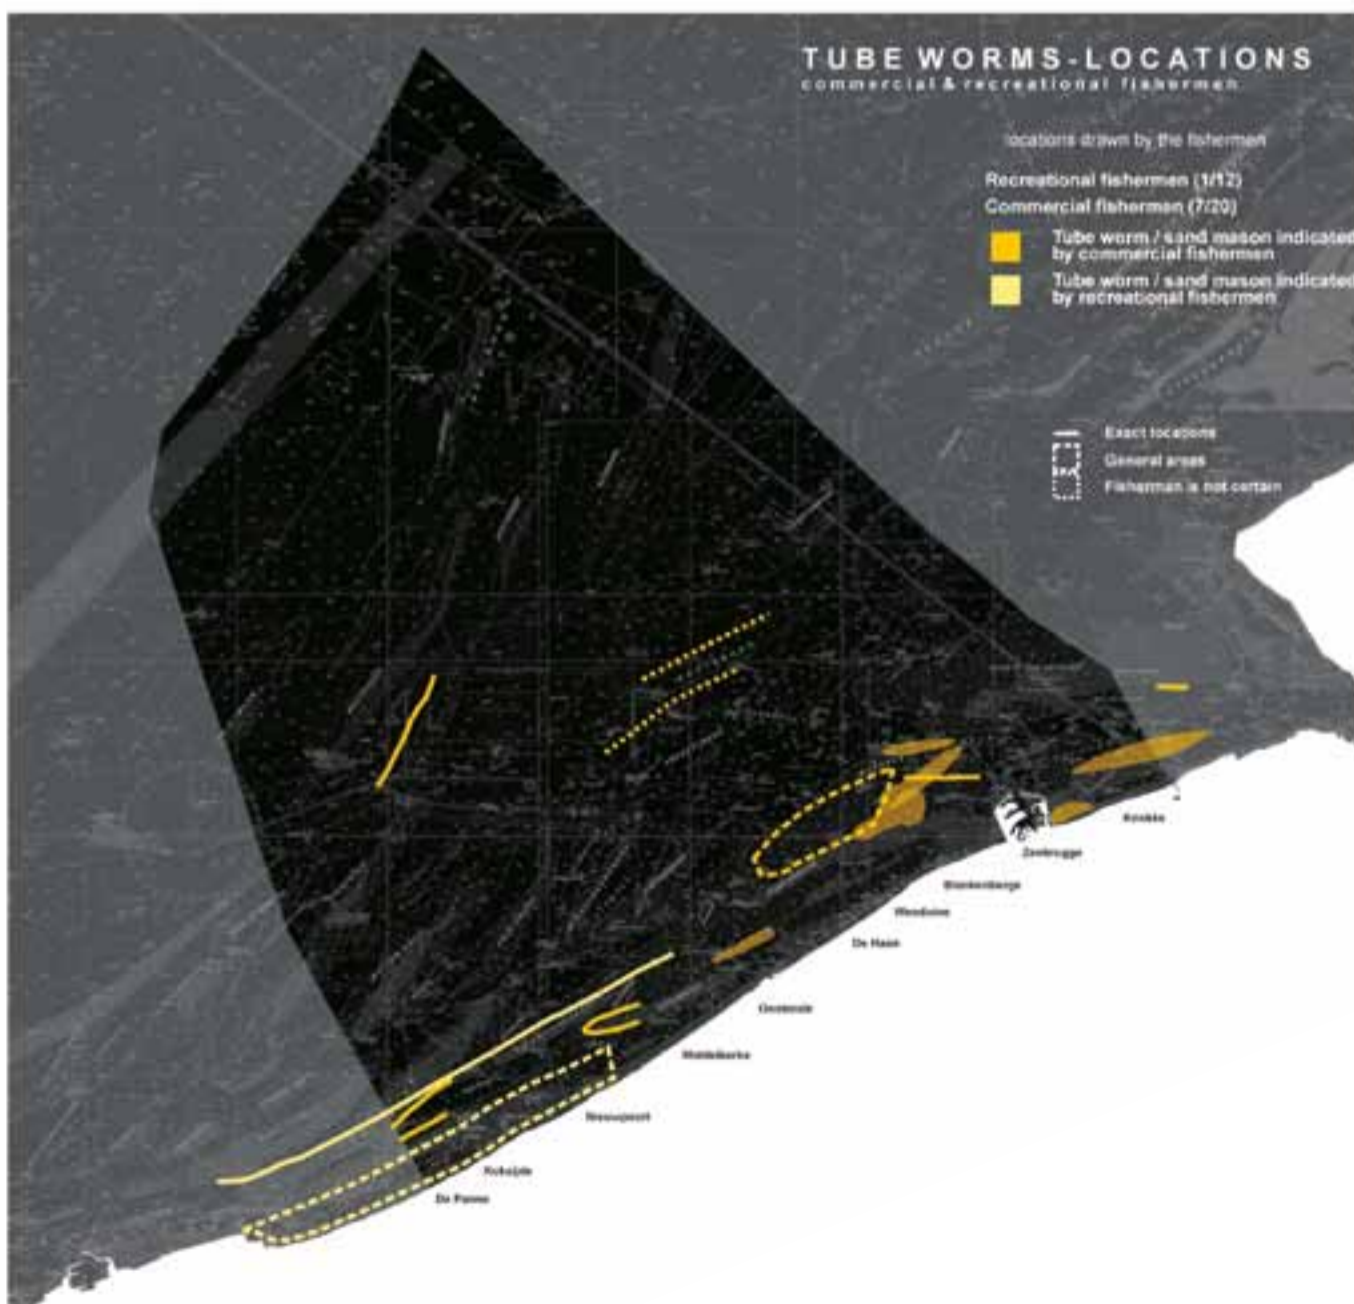 TUBE WORMS-LOCATIONS
commercial & recreational fishermen
locations drawn by the fishermen
Recreational fishermen (1/12)
Commercial fishermen (7/20)
Tube worm / sand mason indicated
by commercial fishermen
Tube worm / sand mason indicated
by recreational fishermen
Exact locations
General areas
Fisherman is not certain
Knokke
Zeebrugge
Blankenberge
Wenduine
De Haan
Oostende
Middelkerke
Nieuwpoort
Koksijde
De Panne